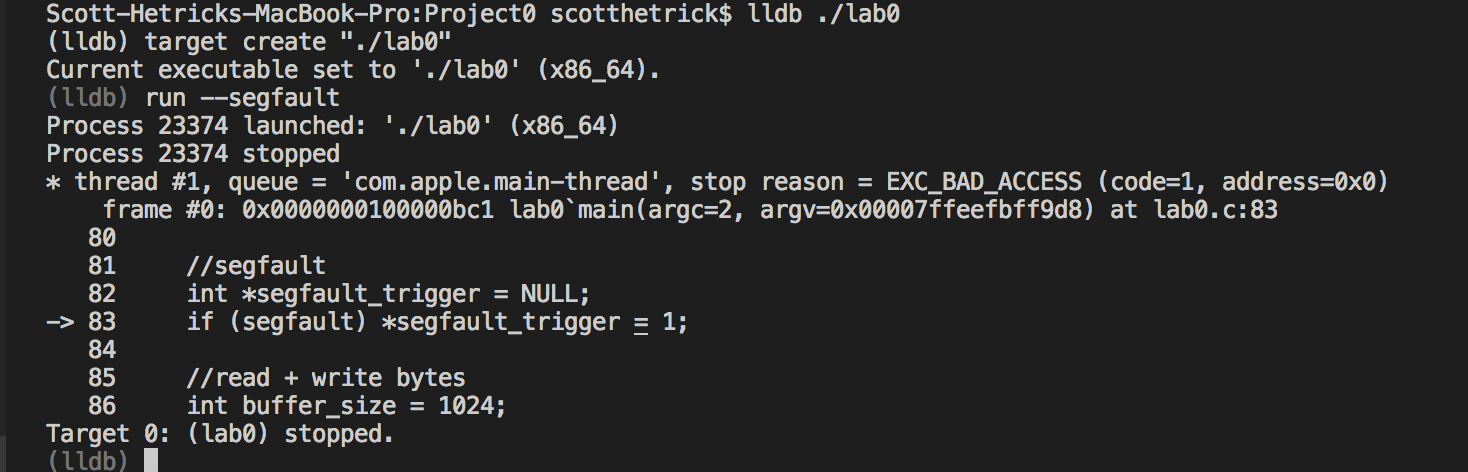 Scott-Hetricks-MacBook-Pro:Project0 scotthetrick$ lldb ./lab0
(lldb) target create "./lab0"
Current executable set to './lab0' (x86_64).
(lldb) run --segfault
Process 23374 launched: './lab0' (x86_64)
Process 23374 stopped
* thread #1, queue = 'com.apple.main-thread', stop reason = EXC_BAD_ACCESS (code=1, address=0x0)
    frame #0: 0x0000000100000bc1 lab0`main(argc=2, argv=0x00007ffeefbff9d8) at lab0.c:83
   80
   81  	//segfault
   82  	int *segfault_trigger = NULL;
-> 83  	if (segfault) *segfault_trigger = 1;
   84
   85  	//read + write bytes
   86  	int buffer_size = 1024;
Target 0: (lab0) stopped.
(lldb)